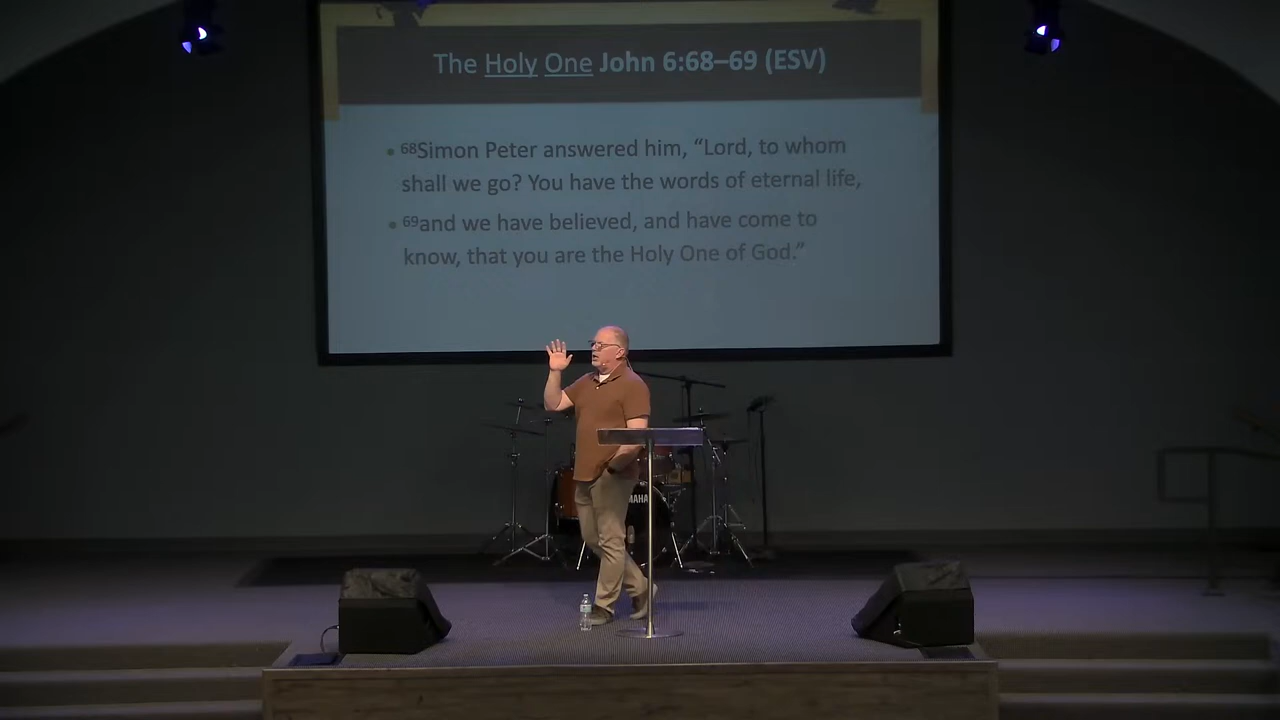 The Holy One John 6:68–69 (ESV)
• ⁶⁸Simon Peter answered him, “Lord, to whom
shall we go? You have the words of eternal life,
• ⁶⁹and we have believed, and have come to
know, that you are the Holy One of God.”
MAHA